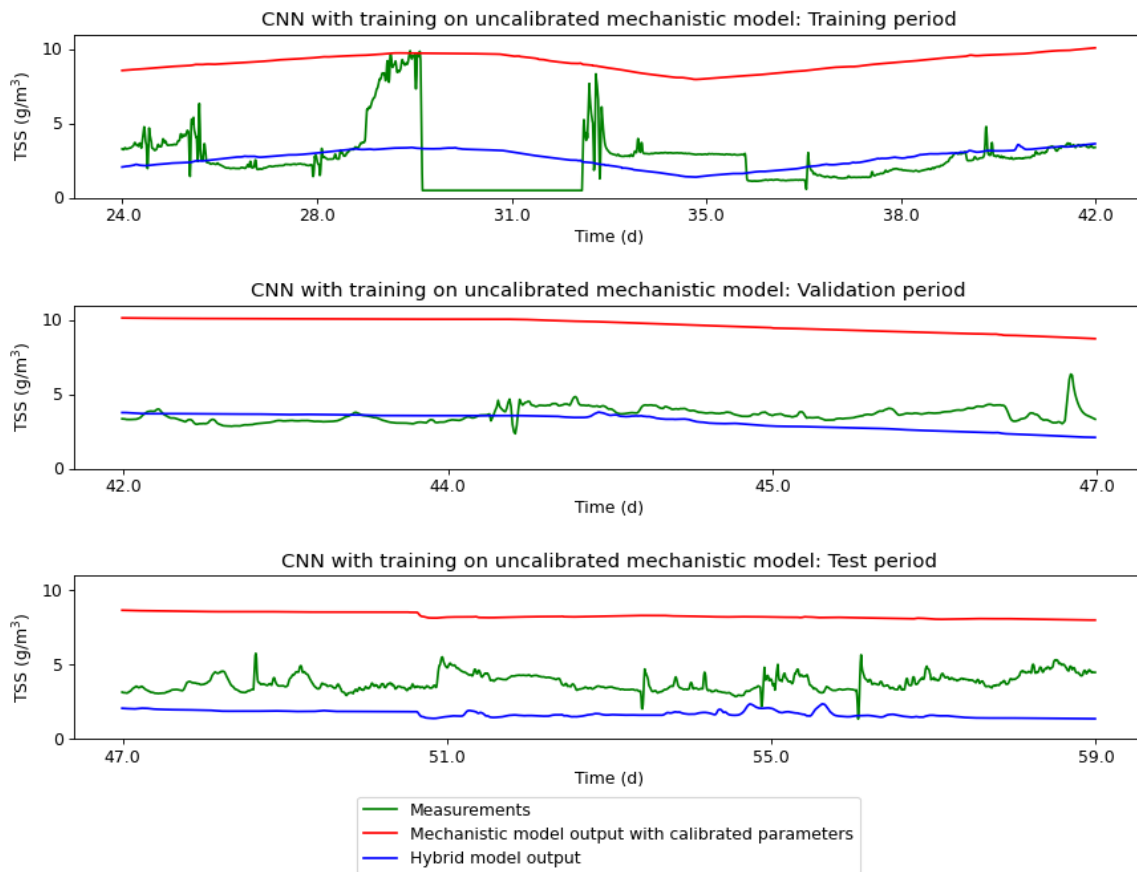 CNN with training on uncalibrated mechanistic model: Training period
TSS (g/m³)
10
5
0
24.0 28.0 31.0 35.0 38.0 42.0
Time (d)
CNN with training on uncalibrated mechanistic model: Validation period
TSS (g/m³)
10
5
0
42.0 44.0 45.0 47.0
Time (d)
CNN with training on uncalibrated mechanistic model: Test period
TSS (g/m³)
10
5
0
47.0 51.0 55.0 59.0
Time (d)
Measurements
Mechanistic model output with calibrated parameters
Hybrid model output